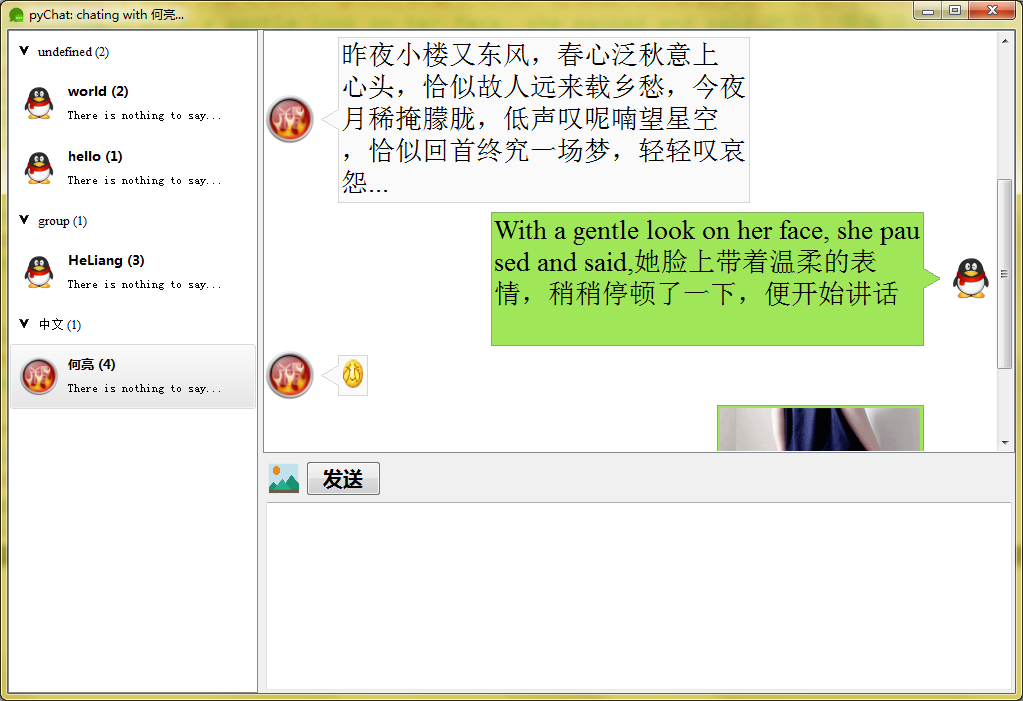 pyChat: chating with 何亮...
undefined (2)
world (2)
There is nothing to say...
hello (1)
There is nothing to say...
group (1)
HeLiang (3)
There is nothing to say...
中文 (1)
何亮 (4)
There is nothing to say...
昨夜小楼又东风，春心泛秋意上
心头，恰似故人远来载乡愁，今夜
月稀掩朦胧，低声叹呢喃望星空
，恰似回首终究一场梦，轻轻叹哀
怨...
With a gentle look on her face, she pau
sed and said,她脸上带着温柔的表
情，稍稍停顿了一下，便开始讲话
发送